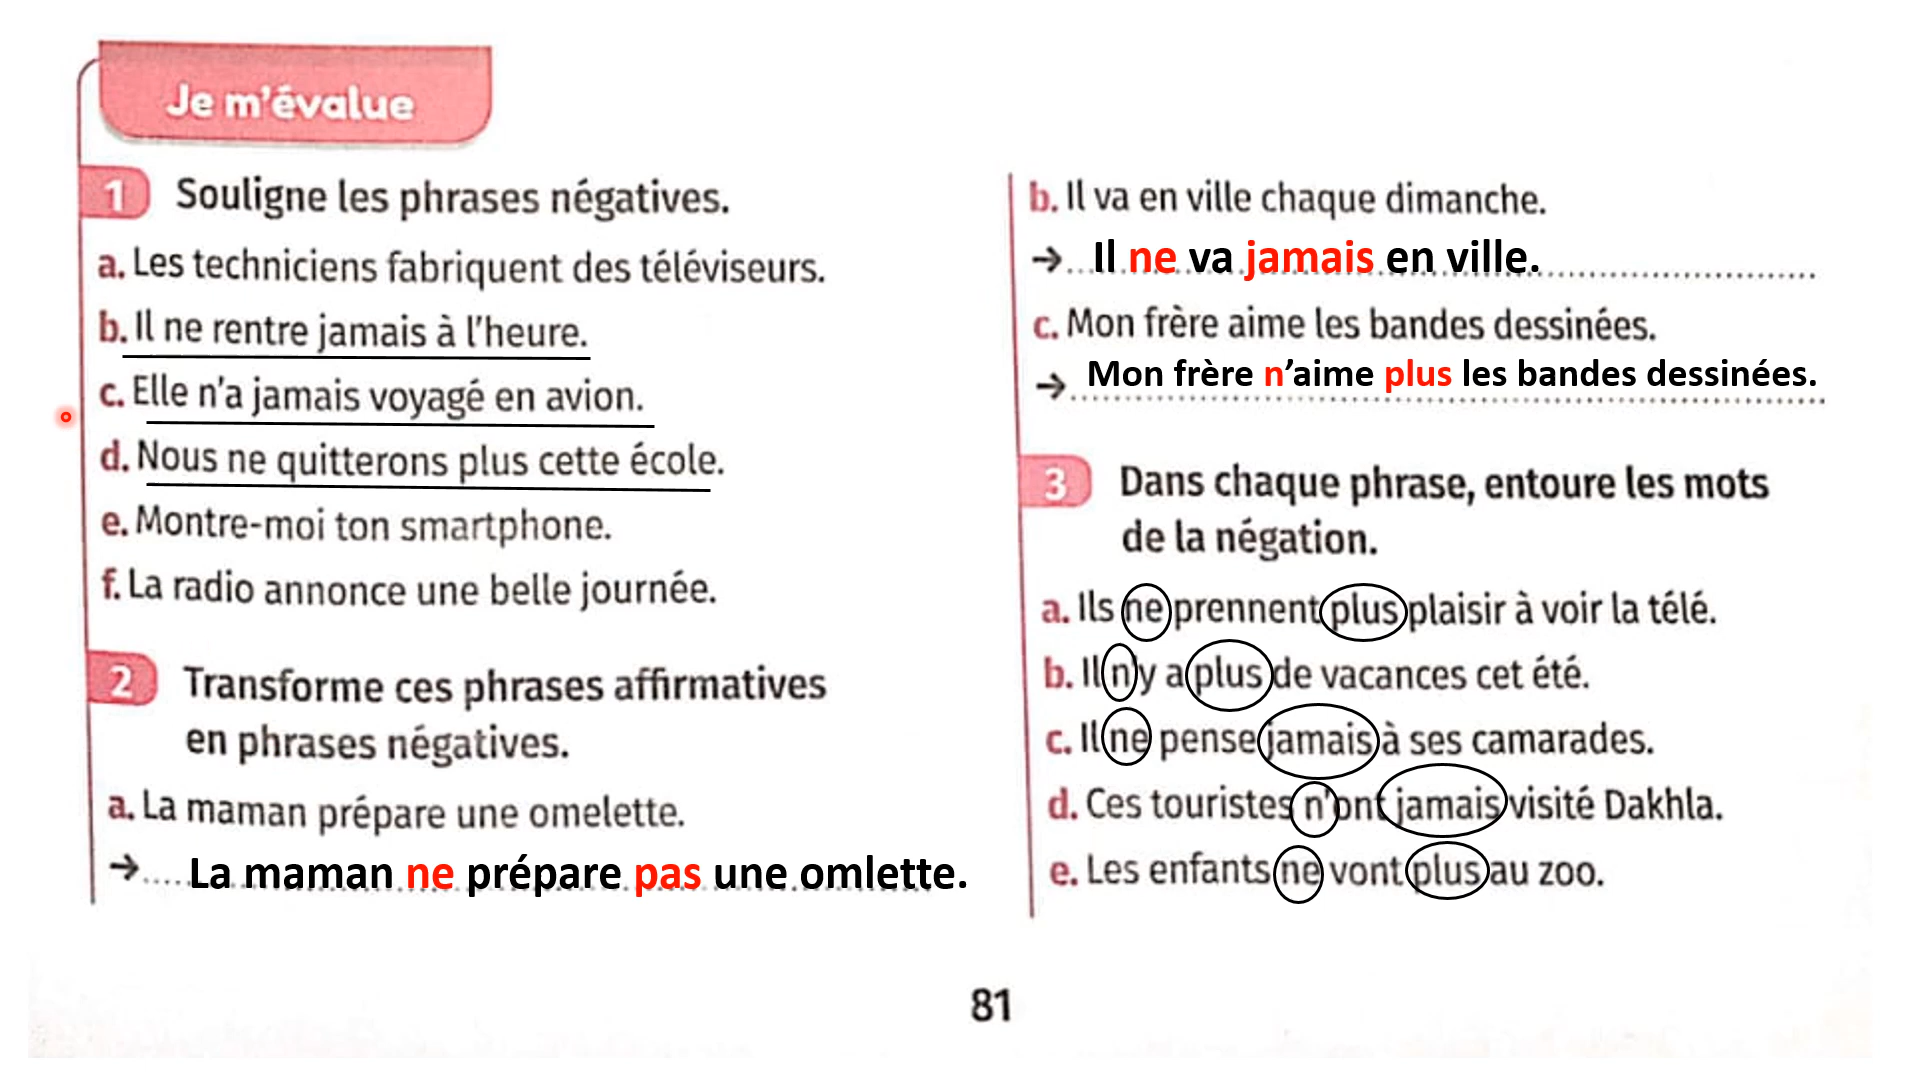 Je m'évalue
1 Souligne les phrases négatives.
a. Les techniciens fabriquent des téléviseurs.
b. Il ne rentre jamais à l'heure.
c. Elle n'a jamais voyagé en avion.
d. Nous ne quitterons plus cette école.
e. Montre-moi ton smartphone.
f. La radio annonce une belle journée.
2 Transforme ces phrases affirmatives
en phrases négatives.
a. La maman prépare une omelette.
→ La maman ne prépare pas une omlette.
b. Il va en ville chaque dimanche.
→ Il ne va jamais en ville.
c. Mon frère aime les bandes dessinées.
→ Mon frère n’aime plus les bandes dessinées.
3 Dans chaque phrase, entoure les mots
de la négation.
a. Ils ne prennent plus plaisir à voir la télé.
b. Il n'y a plus de vacances cet été.
c. Il ne pense jamais à ses camarades.
d. Ces touristes n'ont jamais visité Dakhla.
e. Les enfants ne vont plus au zoo.
81